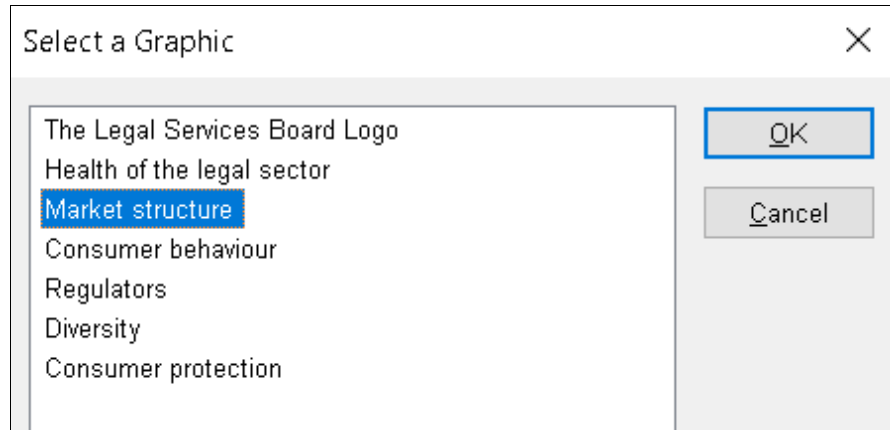 Select a Graphic
The Legal Services Board Logo
Health of the legal sector
Market structure
Consumer behaviour
Regulators
Diversity
Consumer protection
OK
Cancel